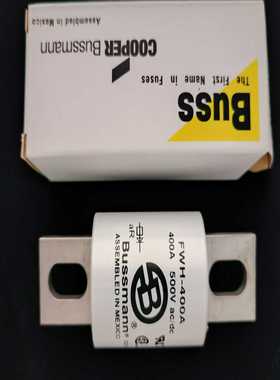 Assembled in Mexico
COOPER Bussmann
The First Name in Fuses
Buss
FWH-400A
400A 500V ac/dc
aR
Bussmann
ASSEMBLED IN MEXICO